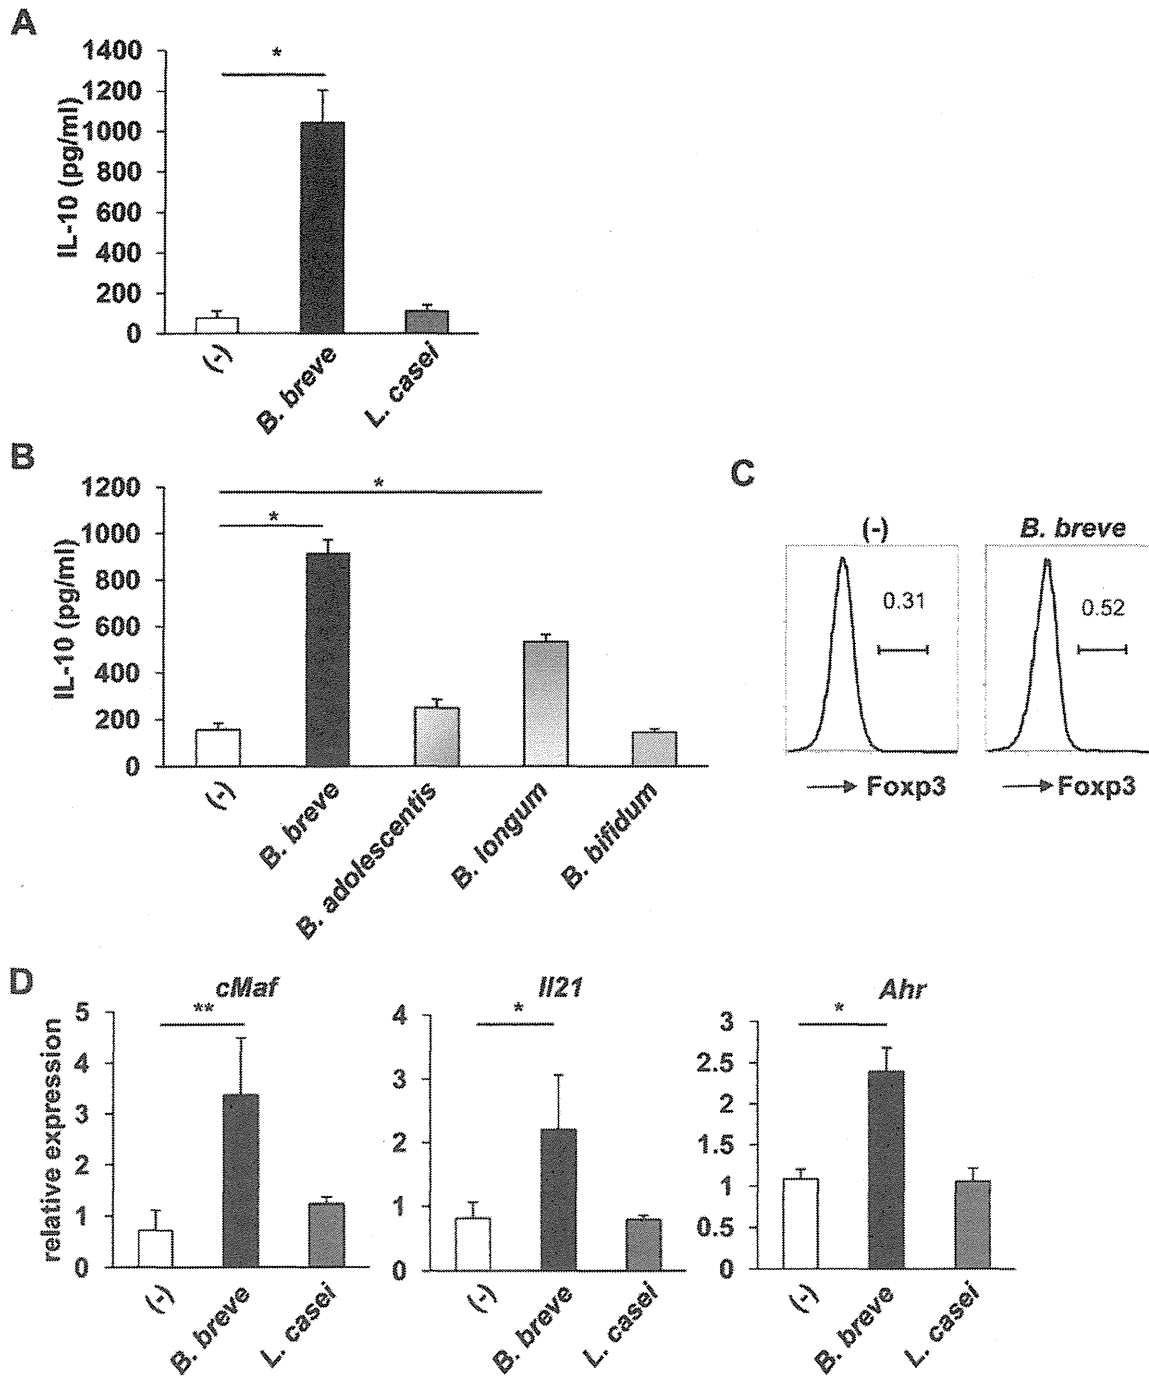 A
1400
1200
1000
800
600
400
200
0
IL-10 (pg/ml)
*
(-)
B. breve
L. casei
B
1200
1000
800
600
400
200
0
IL-10 (pg/ml)
*
*
(-)
B. breve
B. adolescentis
B. longum
B. bifidum
C
(-)
B. breve
0.31
0.52
Foxp3
Foxp3
D
cMaf
**
5
4
3
2
1
0
relative expression
(-)
B. breve
L. casei
Il21
*
4
3
2
1
0
(-)
B. breve
L. casei
Ahr
*
3
2.5
2
1.5
1
0.5
0
(-)
B. breve
L. casei